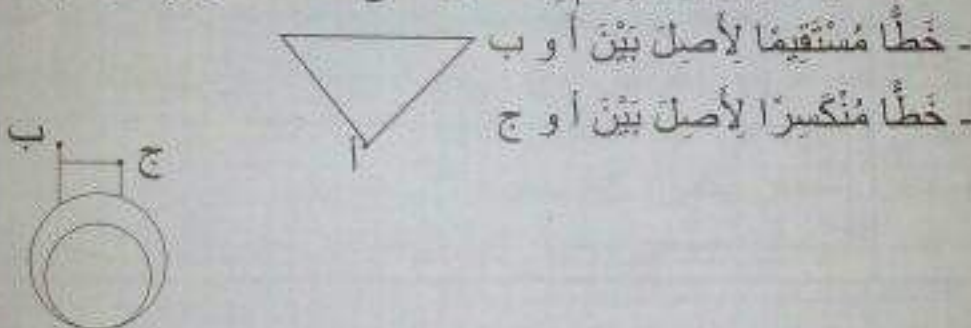 - خَطًّا مُسْتَقِيمًا لِأَصِلَ بَيْنَ أ و ب
- خَطًّا مُنْكَسِرًا لِأَصِلَ بَيْنَ أ و ج
أ
ب
ج